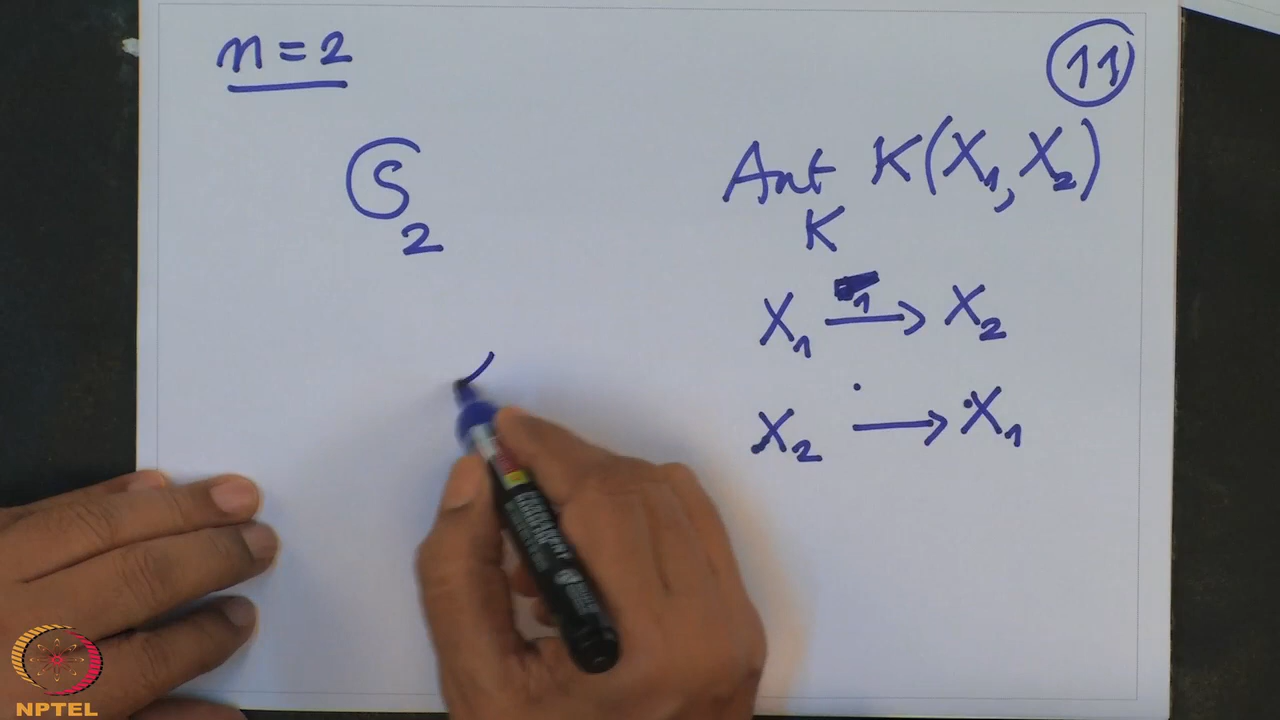 n = 2
11
S₂
Aut K(X₁, X₂)
K
X₁ → X₂
X₂ → X₁
NPTEL